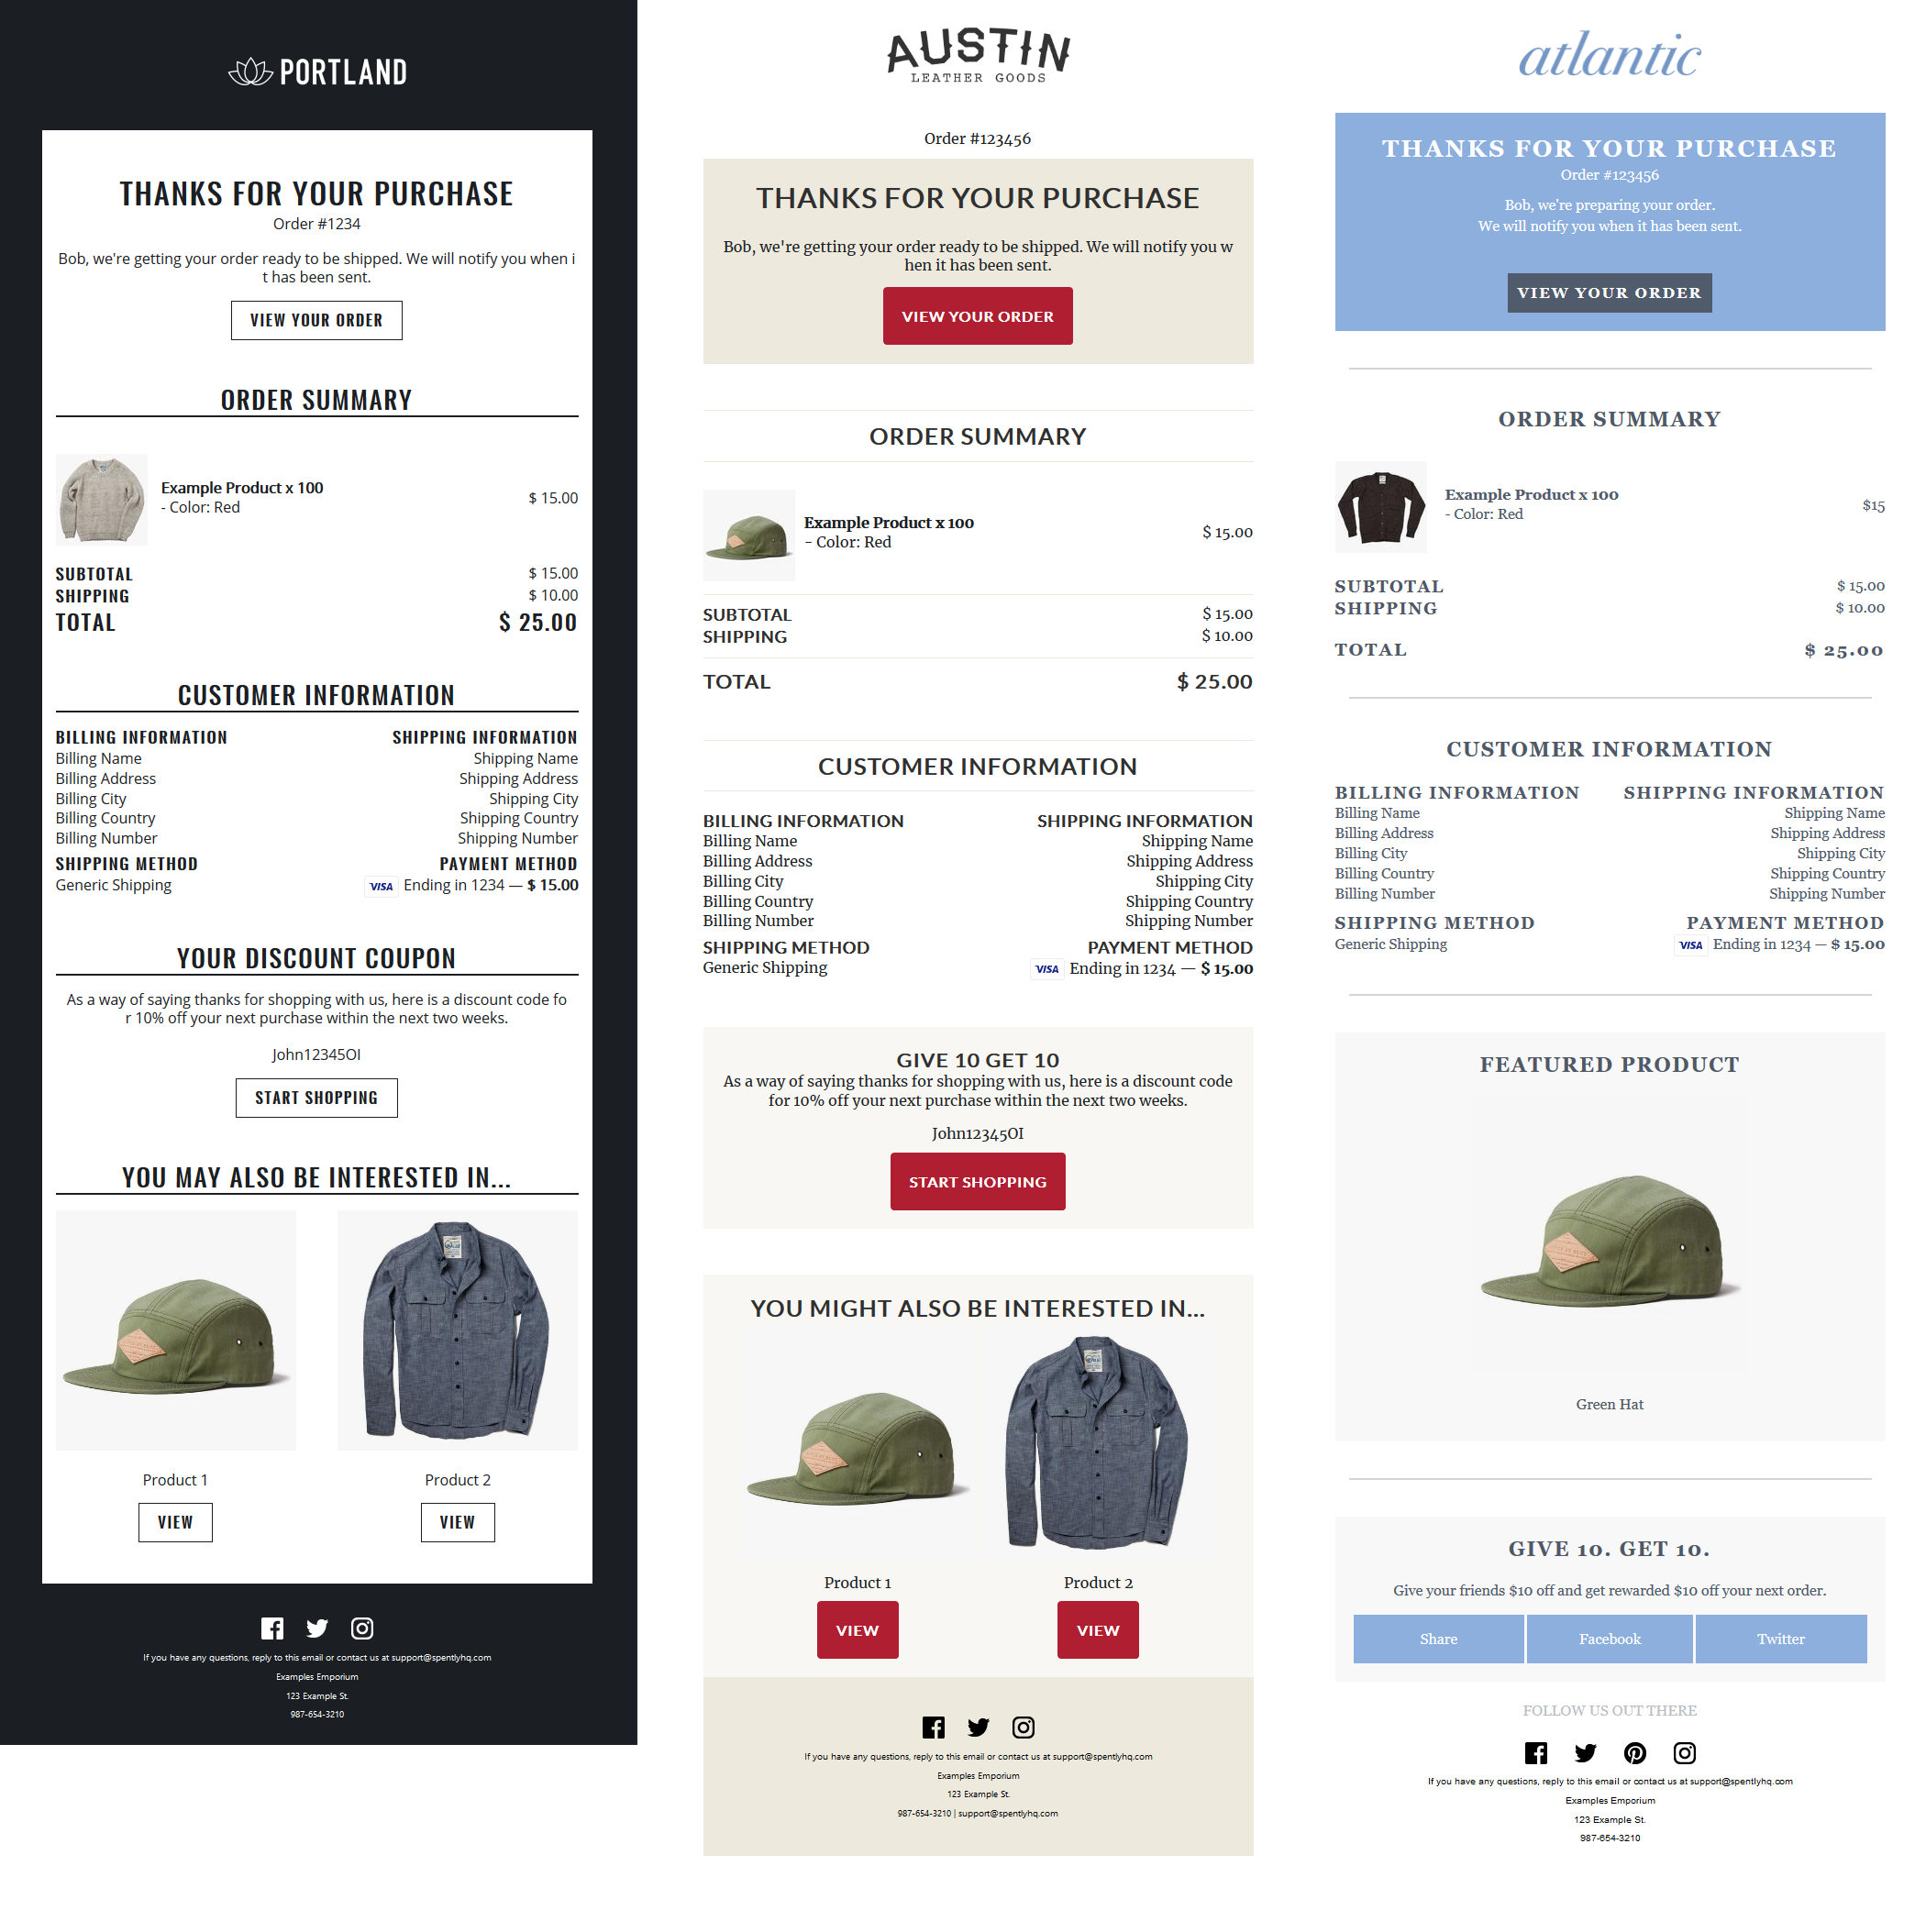 PORTLAND
THANKS FOR YOUR PURCHASE
Order #1234
Bob, we're getting your order ready to be shipped. We will notify you when i
t has been sent.
VIEW YOUR ORDER
ORDER SUMMARY
Example Product x 100
- Color: Red
$ 15.00
SUBTOTAL $ 15.00
SHIPPING $ 10.00
TOTAL $ 25.00
CUSTOMER INFORMATION
BILLING INFORMATION SHIPPING INFORMATION
Billing Name Shipping Name
Billing Address Shipping Address
Billing City Shipping City
Billing Country Shipping Country
Billing Number Shipping Number
SHIPPING METHOD PAYMENT METHOD
Generic Shipping VISA Ending in 1234 — $ 15.00
YOUR DISCOUNT COUPON
As a way of saying thanks for shopping with us, here is a discount code fo
r 10% off your next purchase within the next two weeks.
John12345OI
START SHOPPING
YOU MAY ALSO BE INTERESTED IN...
Product 1 Product 2
VIEW VIEW
If you have any questions, reply to this email or contact us at support@spentlyhq.com
Examples Emporium
123 Example St.
987-654-3210
AUSTIN
LEATHER GOODS
Order #123456
THANKS FOR YOUR PURCHASE
Bob, we're getting your order ready to be shipped. We will notify you w
hen it has been sent.
VIEW YOUR ORDER
ORDER SUMMARY
Example Product x 100
- Color: Red
$ 15.00
SUBTOTAL $ 15.00
SHIPPING $ 10.00
TOTAL $ 25.00
CUSTOMER INFORMATION
BILLING INFORMATION SHIPPING INFORMATION
Billing Name Shipping Name
Billing Address Shipping Address
Billing City Shipping City
Billing Country Shipping Country
Billing Number Shipping Number
SHIPPING METHOD PAYMENT METHOD
Generic Shipping VISA Ending in 1234 — $ 15.00
GIVE 10 GET 10
As a way of saying thanks for shopping with us, here is a discount code
for 10% off your next purchase within the next two weeks.
John12345OI
START SHOPPING
YOU MIGHT ALSO BE INTERESTED IN...
Product 1 Product 2
VIEW VIEW
If you have any questions, reply to this email or contact us at support@spentlyhq.com
Examples Emporium
123 Example St.
987-654-3210 | support@spentlyhq.com
atlantic
THANKS FOR YOUR PURCHASE
Order #123456
Bob, we're preparing your order.
We will notify you when it has been sent.
VIEW YOUR ORDER
ORDER SUMMARY
Example Product x 100
- Color: Red
$15
SUBTOTAL $ 15.00
SHIPPING $ 10.00
TOTAL $ 25.00
CUSTOMER INFORMATION
BILLING INFORMATION SHIPPING INFORMATION
Billing Name Shipping Name
Billing Address Shipping Address
Billing City Shipping City
Billing Country Shipping Country
Billing Number Shipping Number
SHIPPING METHOD PAYMENT METHOD
Generic Shipping VISA Ending in 1234 — $ 15.00
FEATURED PRODUCT
Green Hat
GIVE 10. GET 10.
Give your friends $10 off and get rewarded $10 off your next order.
Share Facebook Twitter
FOLLOW US OUT THERE
If you have any questions, reply to this email or contact us at support@spentlyhq.com
Examples Emporium
123 Example St.
987-654-3210